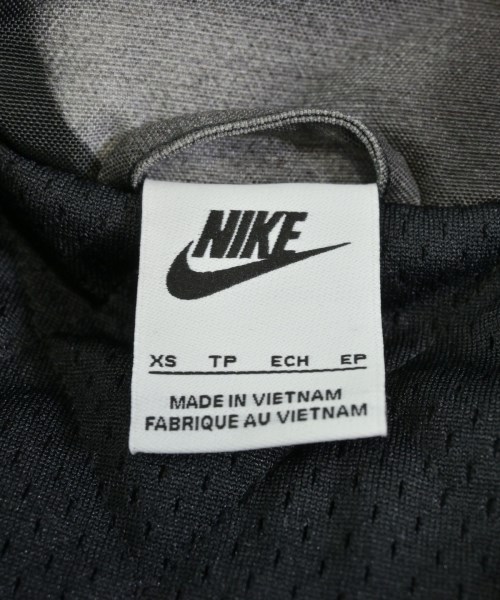 NIKE
XS TP ECH EP
MADE IN VIETNAM
FABRIQUE AU VIETNAM